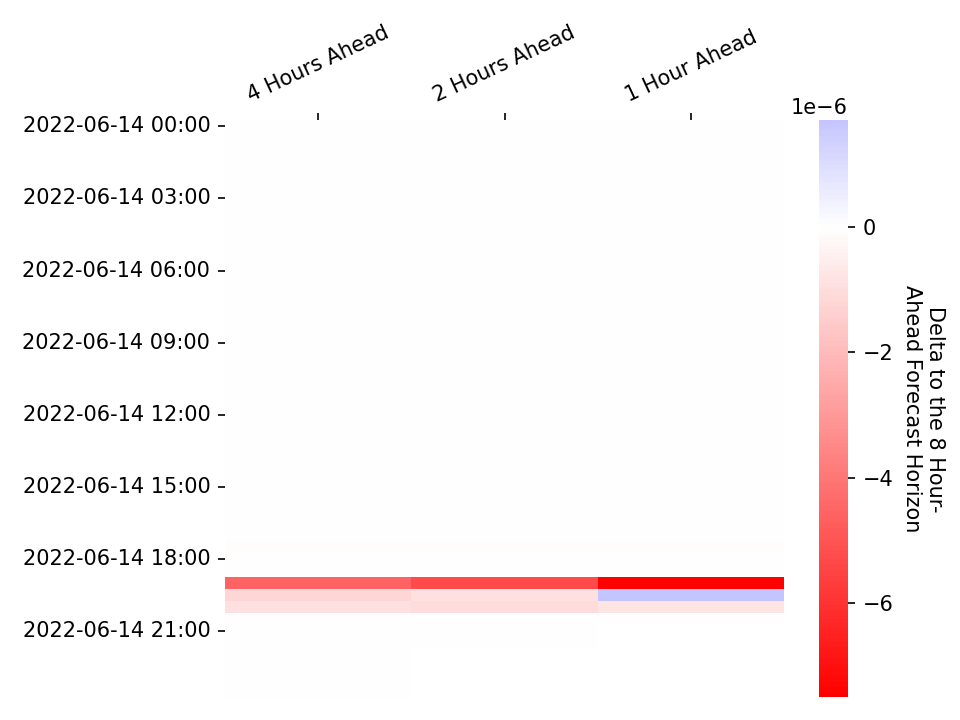 4 Hours Ahead
2 Hours Ahead
1 Hour Ahead
1e−6
2022-06-14 00:00
2022-06-14 03:00
2022-06-14 06:00
2022-06-14 09:00
2022-06-14 12:00
2022-06-14 15:00
2022-06-14 18:00
2022-06-14 21:00
0
−2
−4
−6
Delta to the 8 Hour-
Ahead Forecast Horizon